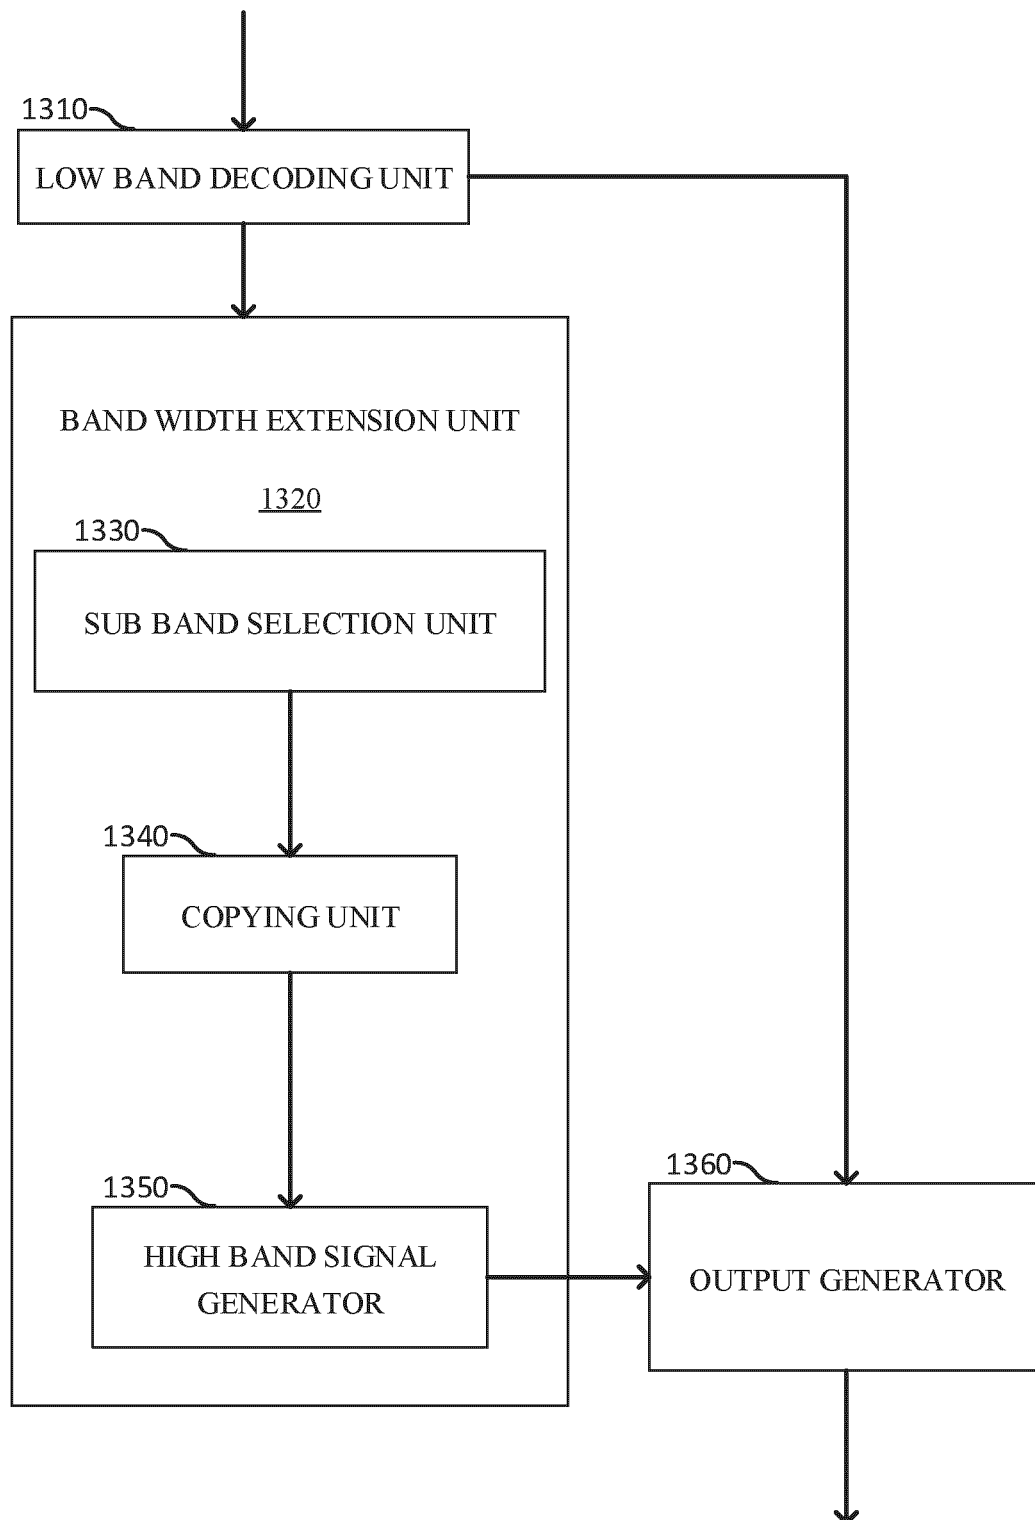 1310
LOW BAND DECODING UNIT
BAND WIDTH EXTENSION UNIT
1320
1330
SUB BAND SELECTION UNIT
1340
COPYING UNIT
1350
HIGH BAND SIGNAL
GENERATOR
1360
OUTPUT GENERATOR